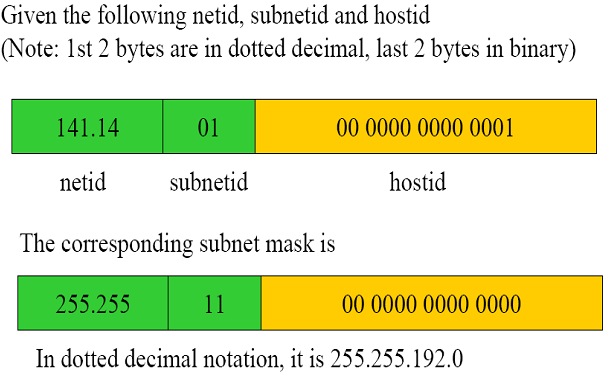 Given the following netid, subnetid and hostid
(Note: 1st 2 bytes are in dotted decimal, last 2 bytes in binary)
141.14 01 00 0000 0000 0001
netid subnetid hostid
The corresponding subnet mask is
255.255 11 00 0000 0000 0000
In dotted decimal notation, it is 255.255.192.0